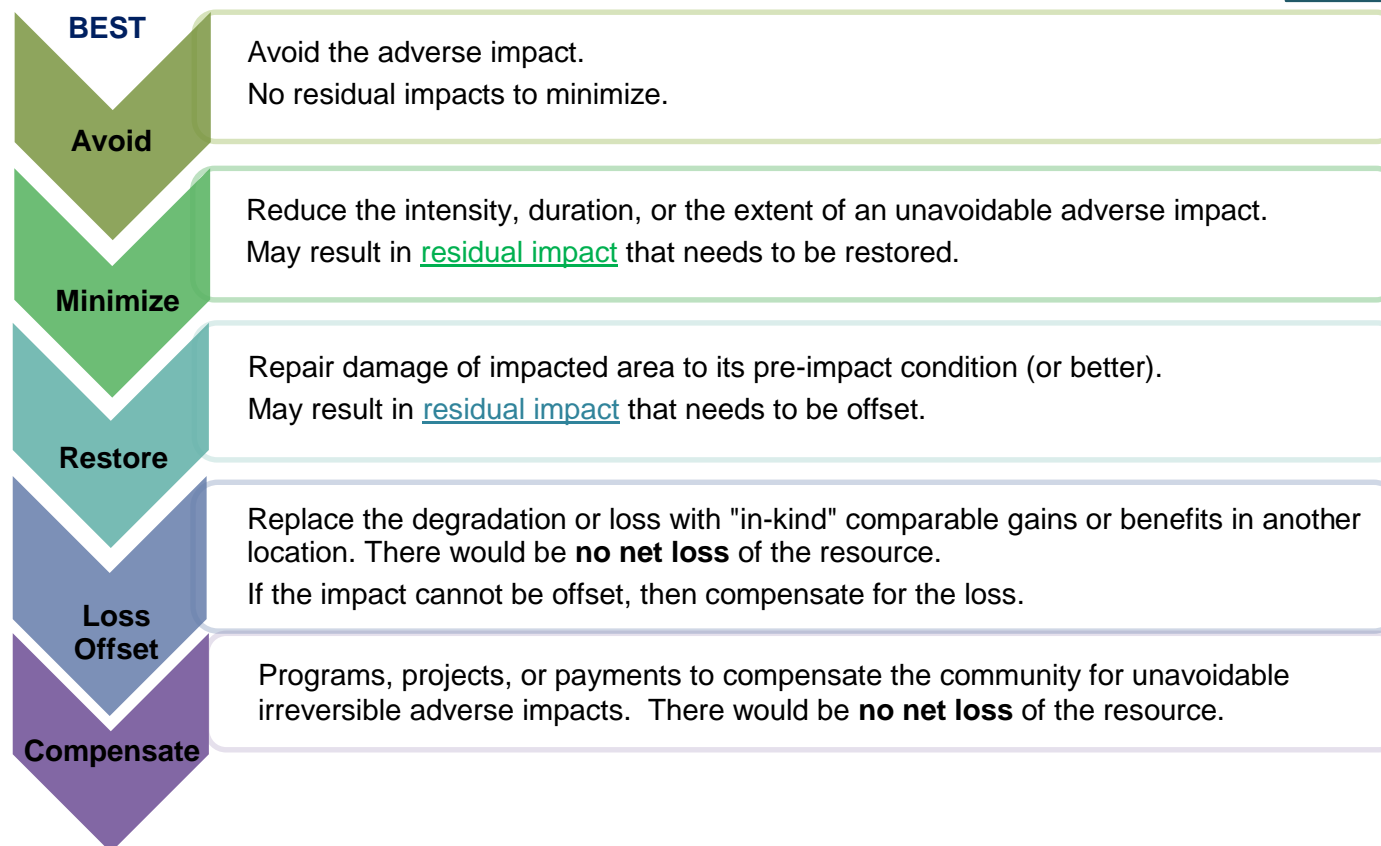 BEST
Avoid
Avoid the adverse impact.
No residual impacts to minimize.
Minimize
Reduce the intensity, duration, or the extent of an unavoidable adverse impact.
May result in residual impact that needs to be restored.
Restore
Repair damage of impacted area to its pre-impact condition (or better).
May result in residual impact that needs to be offset.
Loss
Offset
Replace the degradation or loss with "in-kind" comparable gains or benefits in another
location. There would be no net loss of the resource.
If the impact cannot be offset, then compensate for the loss.
Compensate
Programs, projects, or payments to compensate the community for unavoidable
irreversible adverse impacts.  There would be no net loss of the resource.